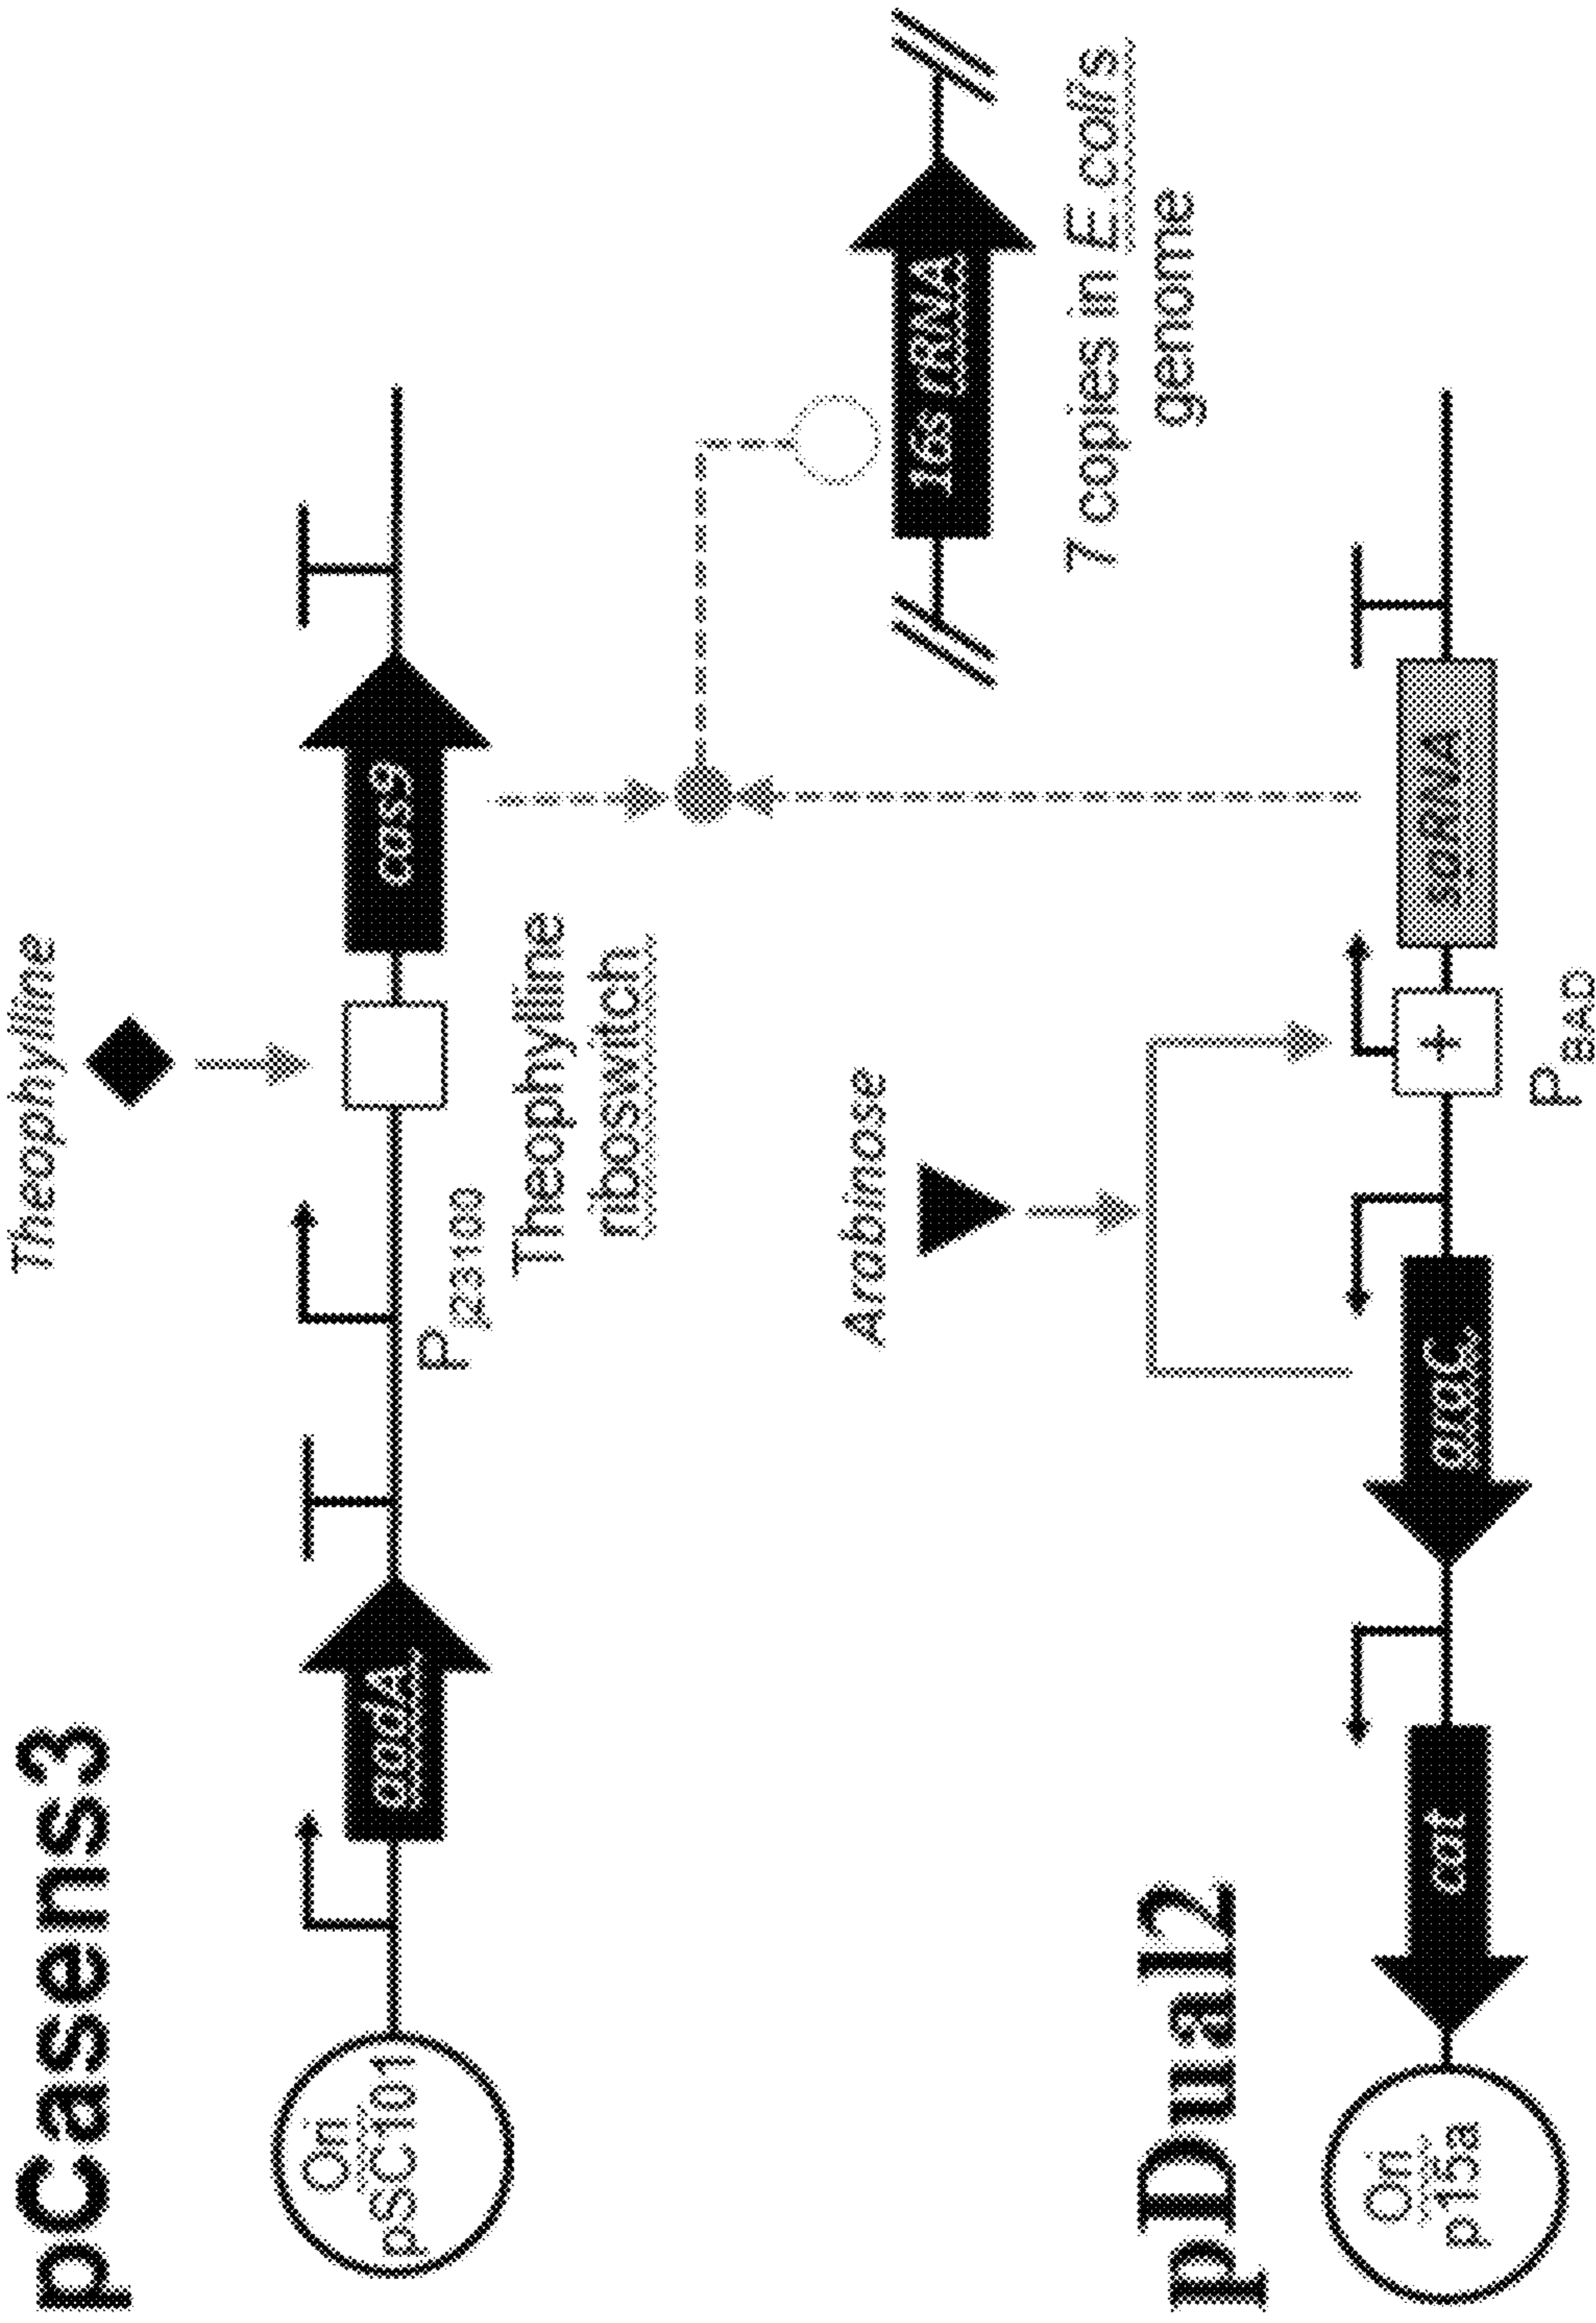 pCasens3
Theophylline
Ori
pSC101
aadA
P J23100
Theophylline
riboswitch
cas9
16s rRNA
7 copies in E.coli's
genome
pDual2
Arabinose
Ori
p15a
cat
araC
+
P BAD
sgRNA